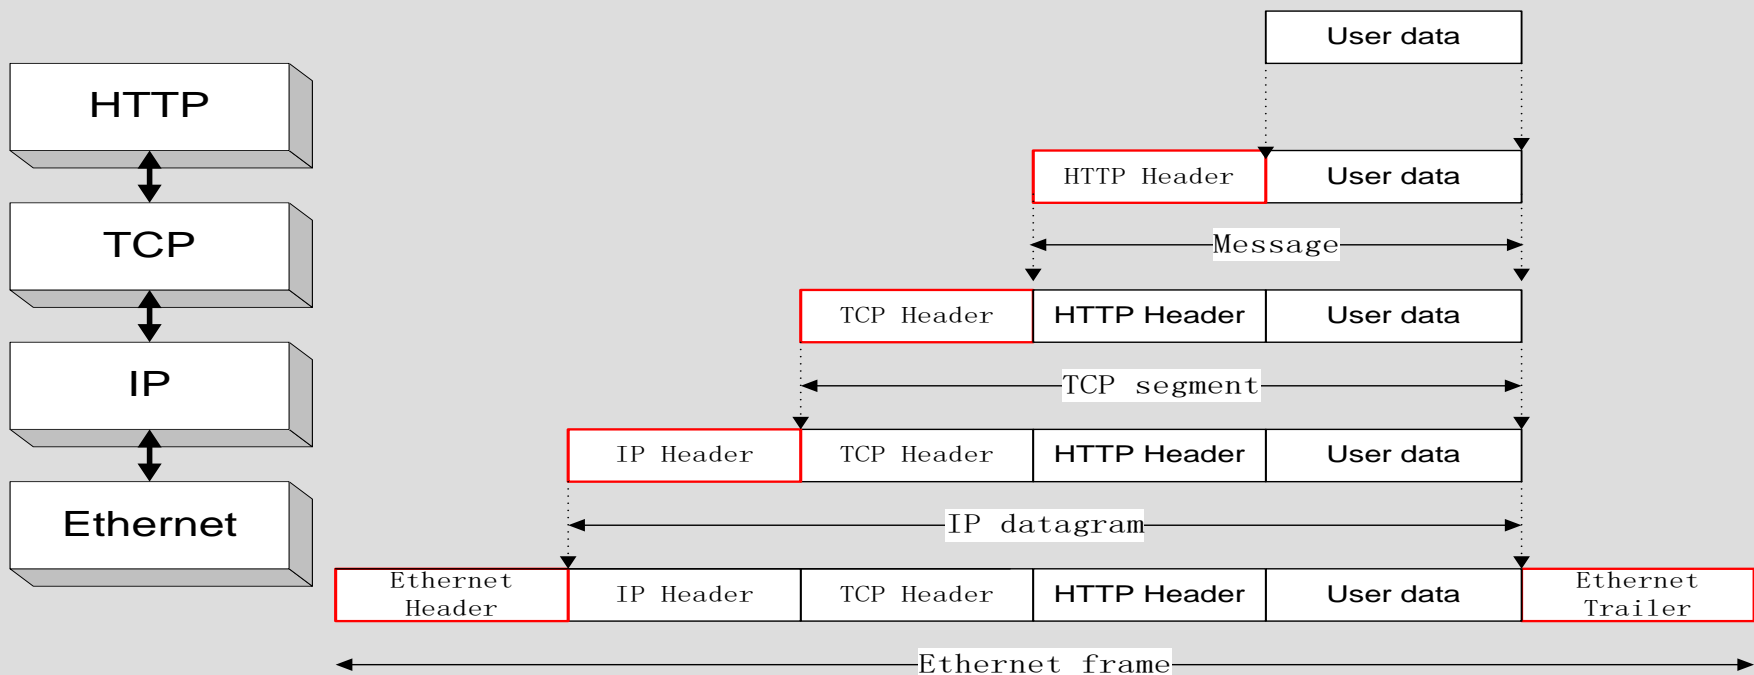 User data
HTTP
HTTP Header User data
Message
TCP
TCP Header HTTP Header User data
TCP segment
IP
IP Header TCP Header HTTP Header User data
IP datagram
Ethernet
Ethernet
Header IP Header TCP Header HTTP Header User data Ethernet
Trailer
Ethernet frame